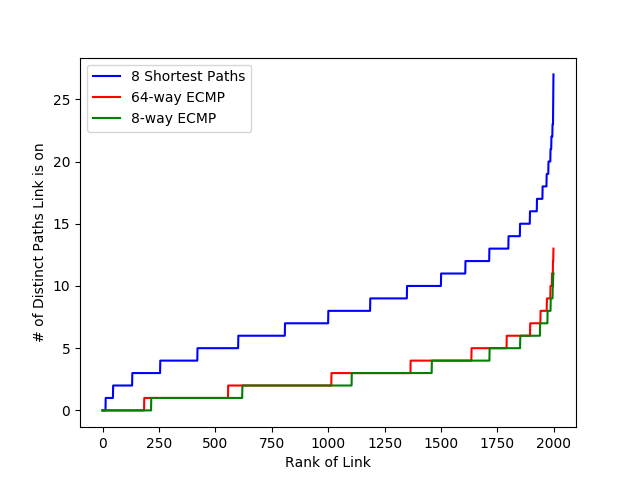 8 Shortest Paths
64-way ECMP
8-way ECMP
# of Distinct Paths Link is on
25
20
15
10
5
0
0 250 500 750 1000 1250 1500 1750 2000
Rank of Link